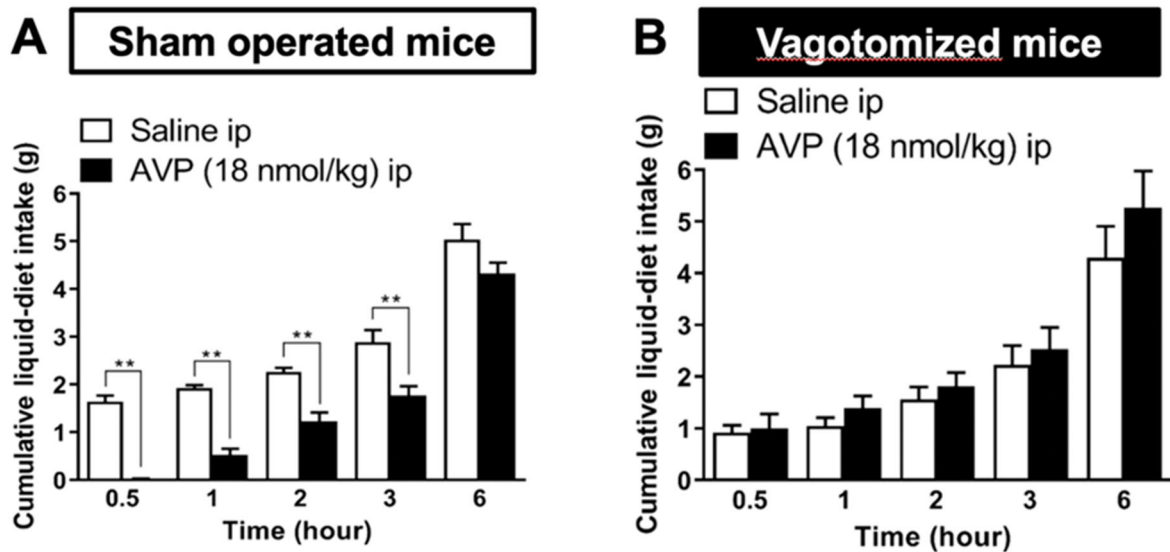 A
Sham operated mice
Saline ip
AVP (18 nmol/kg) ip
Cumulative liquid-diet intake (g)
6
5
4
3
2
1
0
**
**
**
**
0.5 1 2 3 6
Time (hour)
B
Vagotomized mice
Saline ip
AVP (18 nmol/kg) ip
Cumulative liquid-diet intake (g)
6
5
4
3
2
1
0
0.5 1 2 3 6
Time (hour)